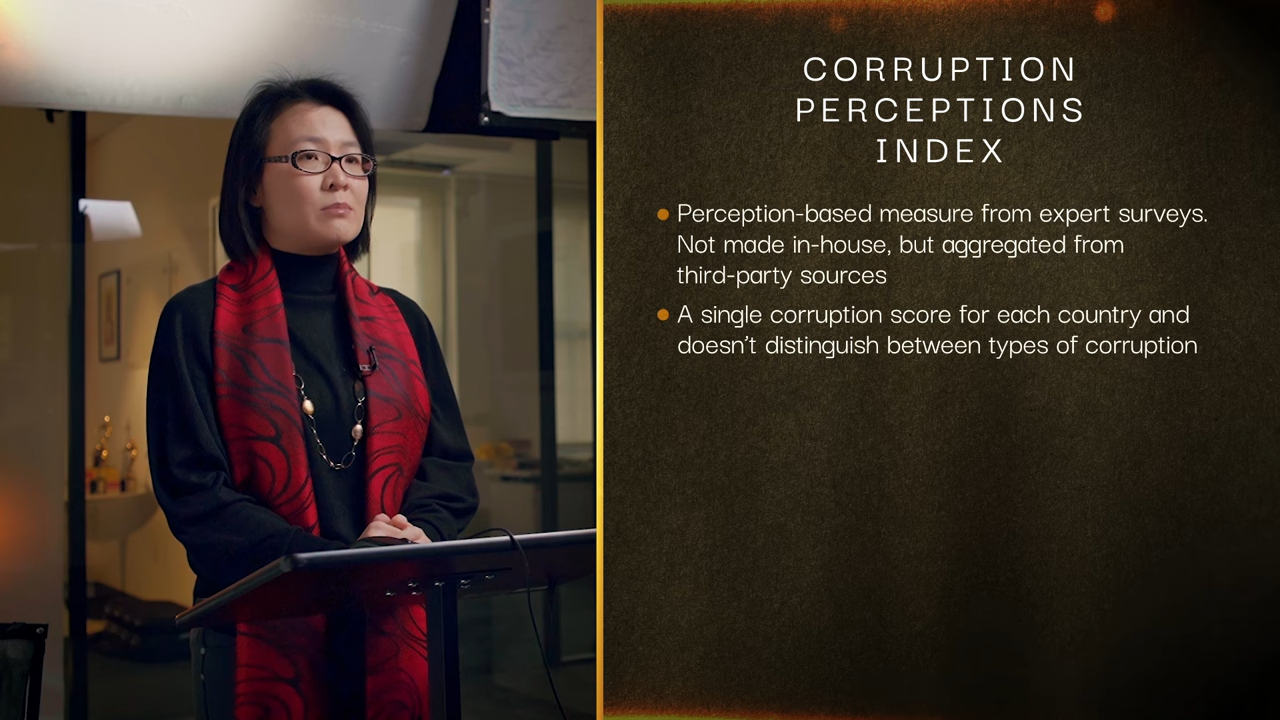 CORRUPTION
PERCEPTIONS
INDEX
Perception-based measure from expert surveys.
Not made in-house, but aggregated from
third-party sources
A single corruption score for each country and
doesn’t distinguish between types of corruption